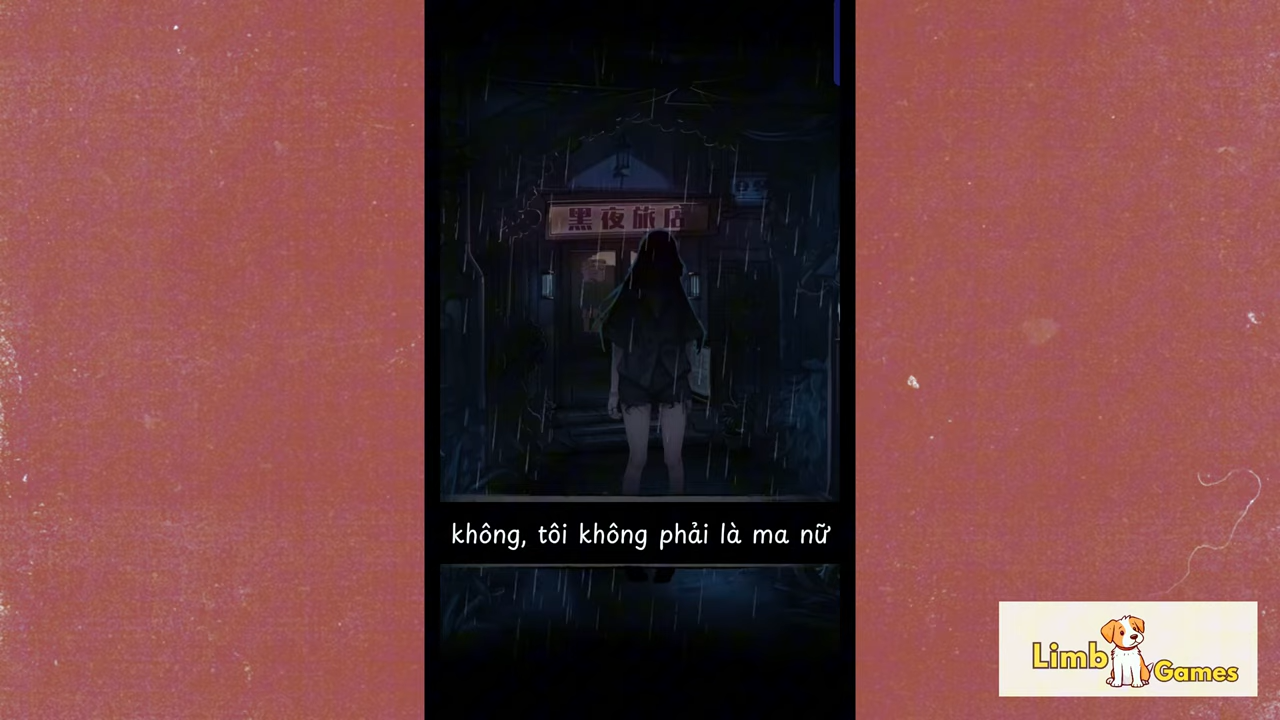 黑夜旅店
không, tôi không phải là ma nữ
Limb Games